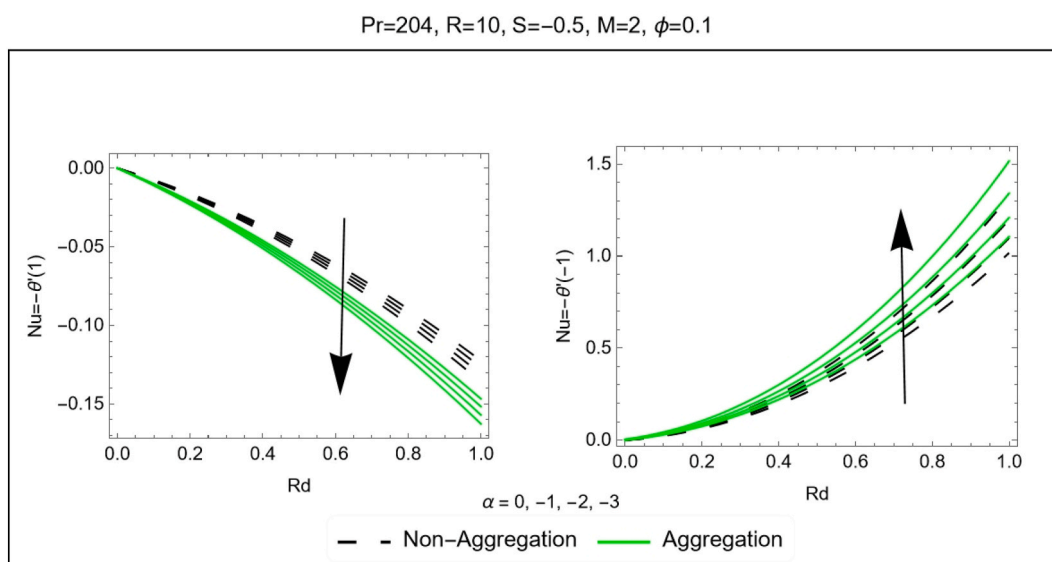 Pr=204, R=10, S=−0.5, M=2, ϕ=0.1
Nu=−θ′(1)
0.00
−0.05
−0.10
−0.15
0.0 0.2 0.4 0.6 0.8 1.0
Rd
Nu=−θ′(−1)
1.5
1.0
0.5
0.0
0.0 0.2 0.4 0.6 0.8 1.0
Rd
α = 0, −1, −2, −3
Non−Aggregation Aggregation